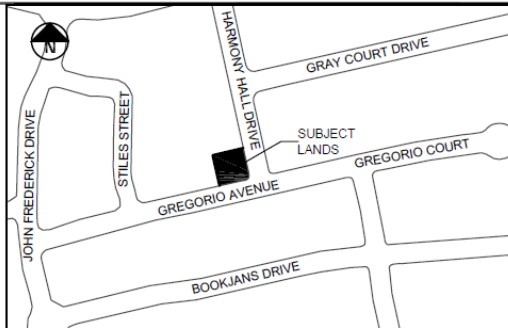 N
HARMONY HALL DRIVE
GRAY COURT DRIVE
JOHN FREDERICK DRIVE
STILES STREET
SUBJECT
LANDS
GREGORIO COURT
GREGORIO AVENUE
BOOKJANS DRIVE